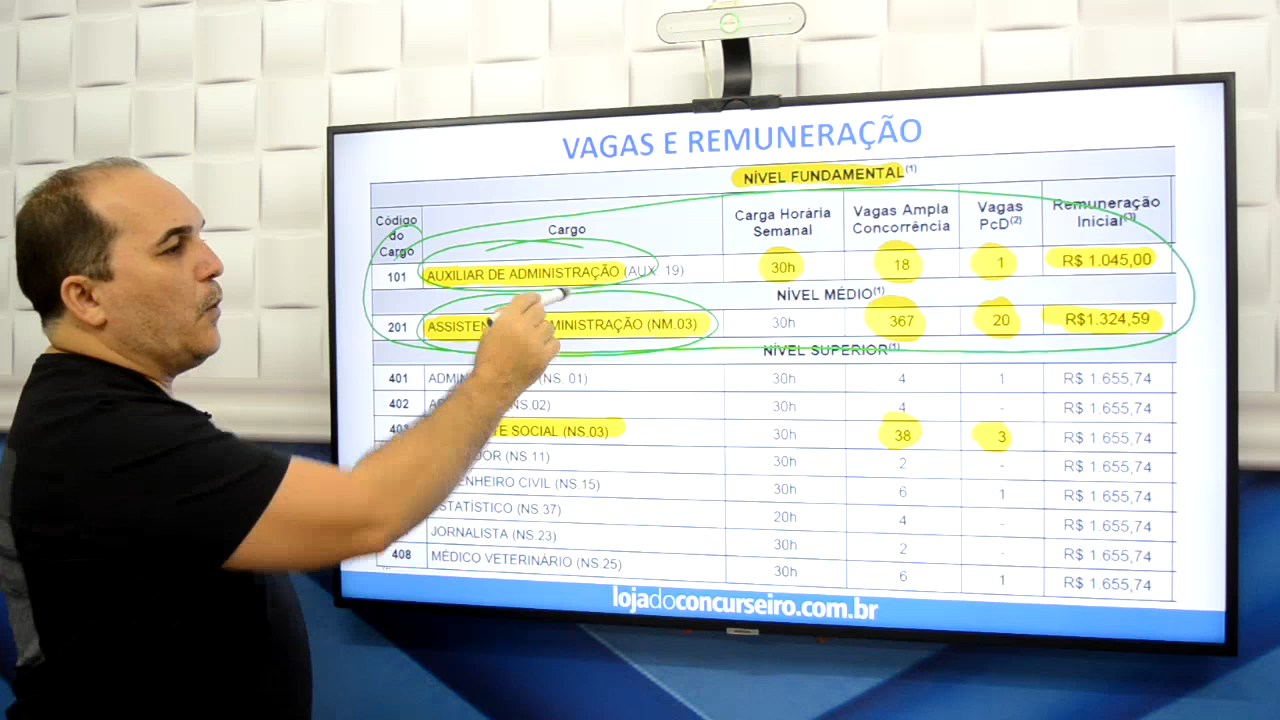 VAGAS E REMUNERAÇÃO
NÍVEL FUNDAMENTAL(1)
Código do Cargo Cargo Carga Horária Semanal Vagas Ampla Concorrência Vagas PcD(2) Remuneração Inicial(3)
101 AUXILIAR DE ADMINISTRAÇÃO (AUX 19) 30h 18 1 R$ 1.045,00
NÍVEL MÉDIO(1)
201 ADMINISTRAÇÃO (NM.03) 30h 367 20 R$1.324,59
NÍVEL SUPERIOR(1)
401 (NS. 01) 30h 4 1 R$ 1.655,74
402 (NS.02) 30h 4 - R$ 1.655,74
SOCIAL (NS.03) 30h 38 3 R$ 1.655,74
(NS 11) 30h 2 - R$ 1.655,74
CIVIL (NS.15) 30h 6 1 R$ 1.655,74
(NS 37) 20h 4 - R$ 1.655,74
JORNALISTA (NS 23) 30h 2 - R$ 1.655,74
408 MÉDICO VETERINÁRIO (NS 25) 30h 6 1 R$ 1.655,74
lojadoconcurseiro.com.br